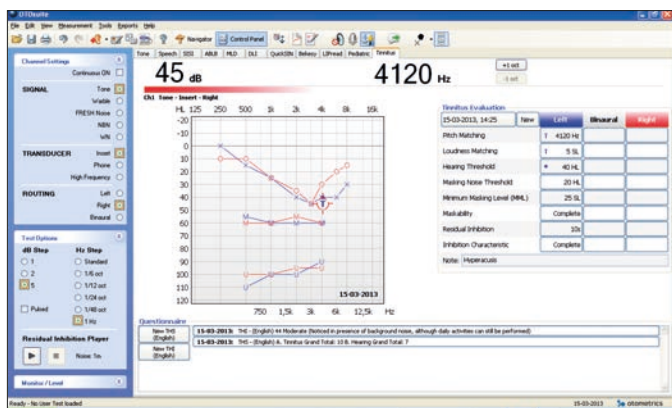 OTOsuite
File Edit View Measurement Tools Reports Help
Navigator Control Panel
Tone Speech SISI ABLB MLD DLI QuickSIN Bekesy LIPread Pediatric Tinnitus
Channel Settings
Continuous ON
SIGNAL Tone
Warble
FRESH Noise
NBN
WN
TRANSDUCER Insert
Phone
High Frequency
ROUTING Left
Right
Binaural
Test Options
dB Step Hz Step
1 Standard
2 1/6 oct
5 1/12 oct
1/24 oct
Pulsed 1/48 oct
1 Hz
Residual Inhibition Player
Noise 1m
Monitor / Level
45 dB 4120 Hz
+1 oct
-1 oct
Ch1 Tone - Insert - Right
HL 125 250 500 1k 2k 4k 8k 16k
-20
-10
0
10
20
30
40
50
60
70
80
90
100
110
120
15-03-2013
750 1,5k 3k 6k 12,5k Hz
Tinnitus Evaluation
15-03-2013, 14:25 New Left Binaural Right
Pitch Matching T 4120 Hz
Loudness Matching T 5 SL
Hearing Threshold 40 HL
Masking Noise Threshold 20 HL
Minimum Masking Level (MML) 25 SL
Maskability Complete
Residual Inhibition 10s
Inhibition Characteristic Complete
Note: Hyperacusis
Questionnaire
New THS (English)
15-03-2013: THI - (English) 44 Moderate (Noticed in presence of background noise, although daily activities can still be performed)
New THI (English)
15-03-2013: THS - (English) A. Tinnitus Grand Total: 10 B. Hearing Grand Total: 7
Ready - No User Test loaded
15-03-2013 otometrics